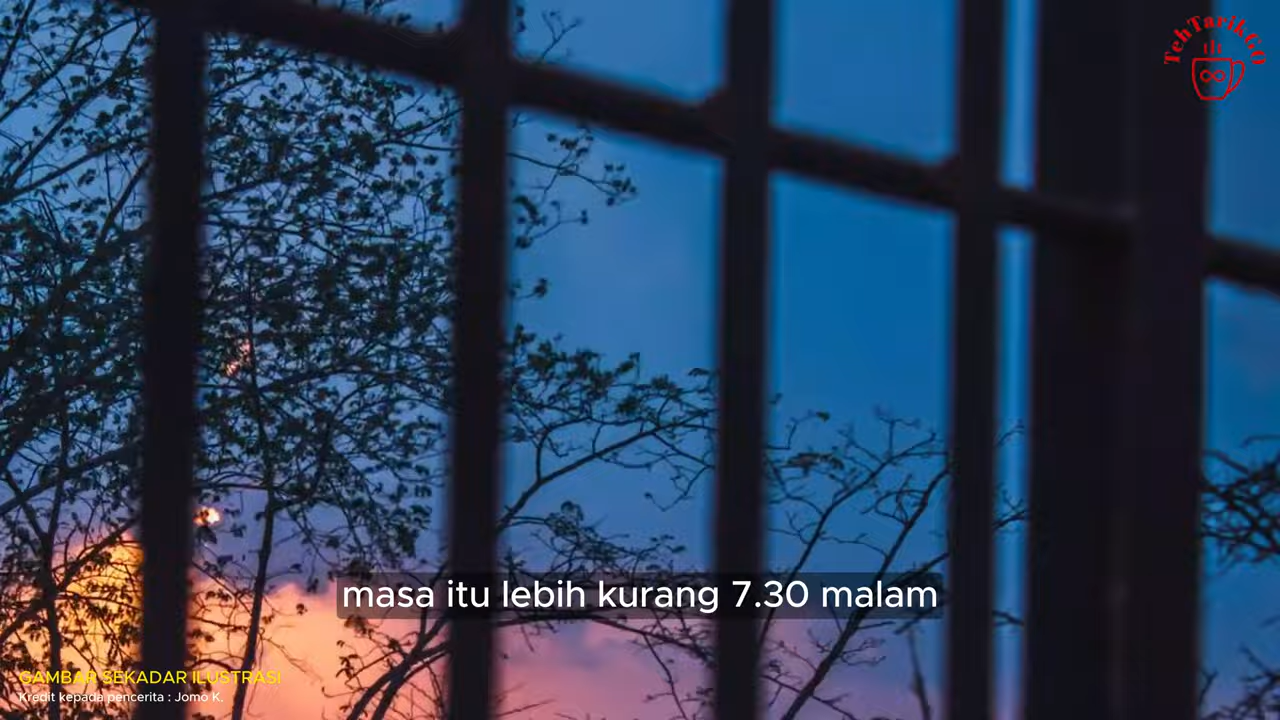 TehTarikGO
masa itu lebih kurang 7.30 malam
GAMBAR SEKADAR ILUSTRASI
Kredit kepada pencerita : Jomo K,